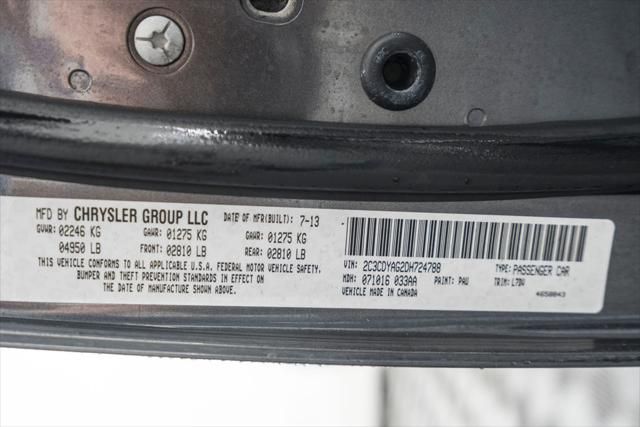 MFD BY CHRYSLER GROUP LLC DATE OF MFR(BUILT): 7-13
GVWR: 02246 KG GAWR: 01275 KG GAWR: 01275 KG
04950 LB FRONT: 02810 LB REAR: 02810 LB
THIS VEHICLE CONFORMS TO ALL APPLICABLE U.S.A. FEDERAL MOTOR VEHICLE SAFETY,
BUMPER AND THEFT PREVENTION STANDARDS IN EFFECT ON
THE DATE OF MANUFACTURE SHOWN ABOVE.
VIN: 2C3CDYAG2DH724788 TYPE: PASSENGER CAR
MDH: 071016 033AA PAINT: PAU TRIM: L7D4
VEHICLE MADE IN CANADA 4658043